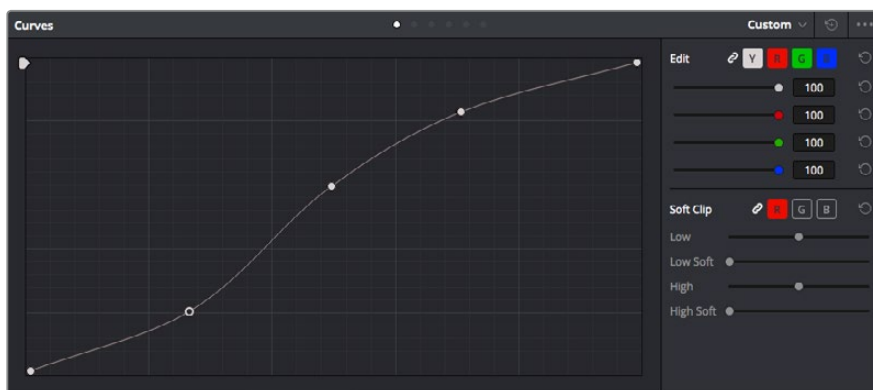 Curves
Custom
Edit
Y R G B
100
100
100
100
Soft Clip
R G B
Low
Low Soft
High
High Soft